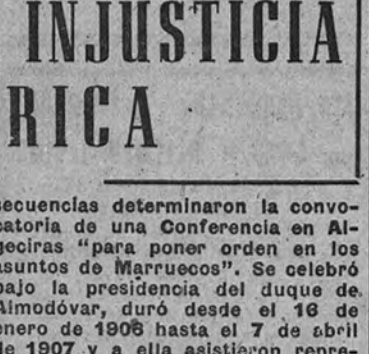 INJUSTICIA
RICA
secuencias determinaron la convo-
catoria de una Conferencia en Al-
geciras "para poner orden en los
asuntos de Marruecos". Se celebró
bajo la presidencia del duque de
Almodóvar, duró desde el 16 de
enero de 1906 hasta el 7 de abril
de 1907 y a ella asistieron repre-